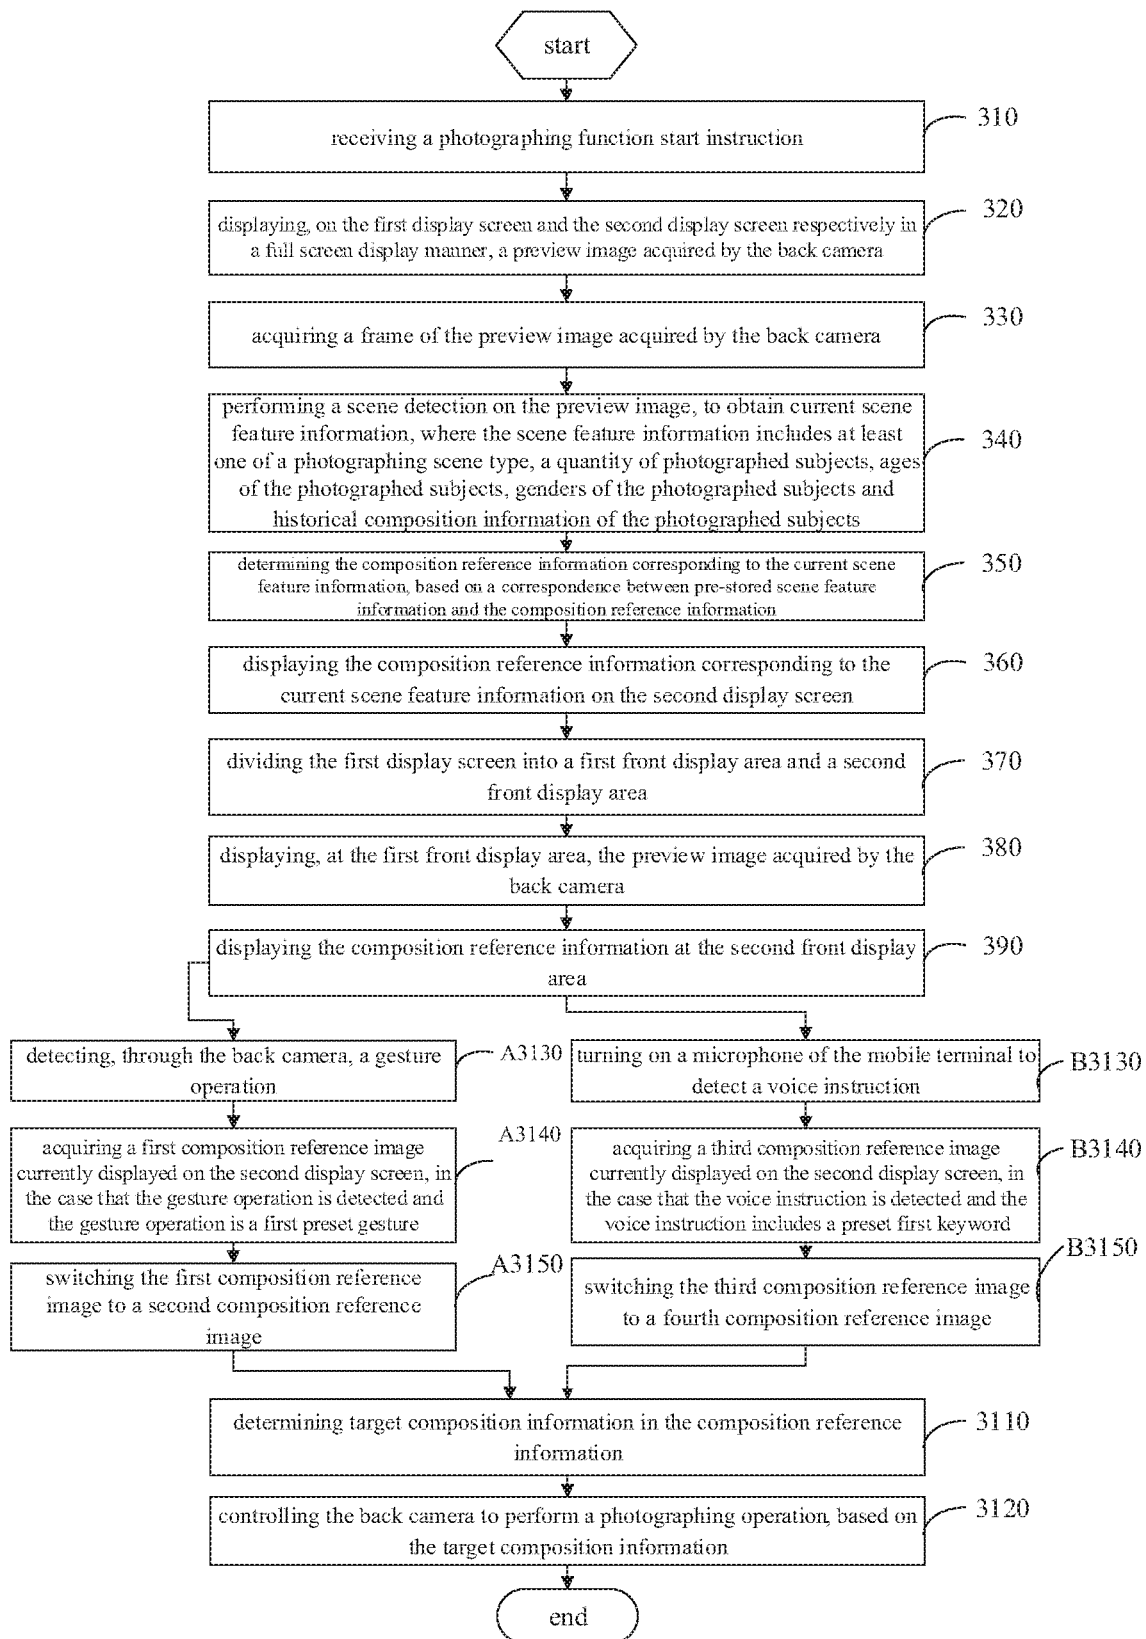 start
receiving a photographing function start instruction
310
displaying, on the first display screen and the second display screen respectively in
a full screen display manner, a preview image acquired by the back camera
320
acquiring a frame of the preview image acquired by the back camera
330
performing a scene detection on the preview image, to obtain current scene
feature information, where the scene feature information includes at least
one of a photographing scene type, a quantity of photographed subjects, ages
of the photographed subjects, genders of the photographed subjects and
historical composition information of the photographed subjects
340
determining the composition reference information corresponding to the current scene
feature information, based on a correspondence between pre-stored scene feature
information and the composition reference information
350
displaying the composition reference information corresponding to the
current scene feature information on the second display screen
360
dividing the first display screen into a first front display area and a second
front display area
370
displaying, at the first front display area, the preview image acquired by the
back camera
380
displaying the composition reference information at the second front display
area
390
detecting, through the back camera, a gesture
operation
A3130
turning on a microphone of the mobile terminal to
detect a voice instruction
B3130
acquiring a first composition reference image
currently displayed on the second display screen, in
the case that the gesture operation is detected and
the gesture operation is a first preset gesture
A3140
acquiring a third composition reference image
currently displayed on the second display screen, in
the case that the voice instruction is detected and the
voice instruction includes a preset first keyword
B3140
switching the first composition reference
image to a second composition reference
image
A3150
switching the third composition reference image
to a fourth composition reference image
B3150
determining target composition information in the composition reference
information
3110
controlling the back camera to perform a photographing operation, based on
the target composition information
3120
end